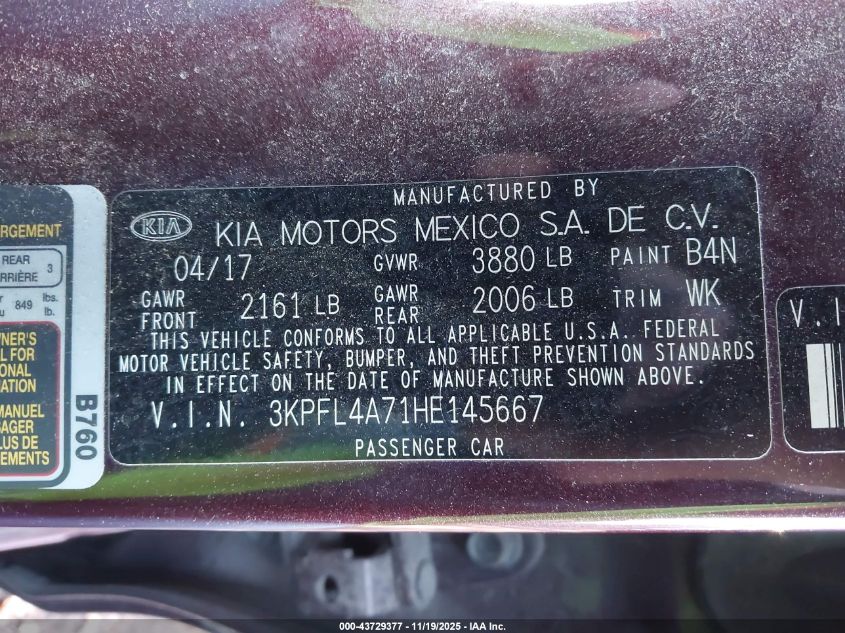 MANUFACTURED BY
KIA KIA MOTORS MEXICO S.A. DE C.V.
04/17 GVWR 3880 LB PAINT B4N
GAWR FRONT 2161 LB GAWR REAR 2006 LB TRIM WK
THIS VEHICLE CONFORMS TO ALL APPLICABLE U.S.A. FEDERAL
MOTOR VEHICLE SAFETY, BUMPER, AND THEFT PREVENTION STANDARDS
IN EFFECT ON THE DATE OF MANUFACTURE SHOWN ABOVE.
V.I.N. 3KPFL4A71HE145667
PASSENGER CAR
REAR
3
849 lbs.
lb.
MANUEL
B760
V.I
000-43729377 - 11/19/2025 - IAA Inc.